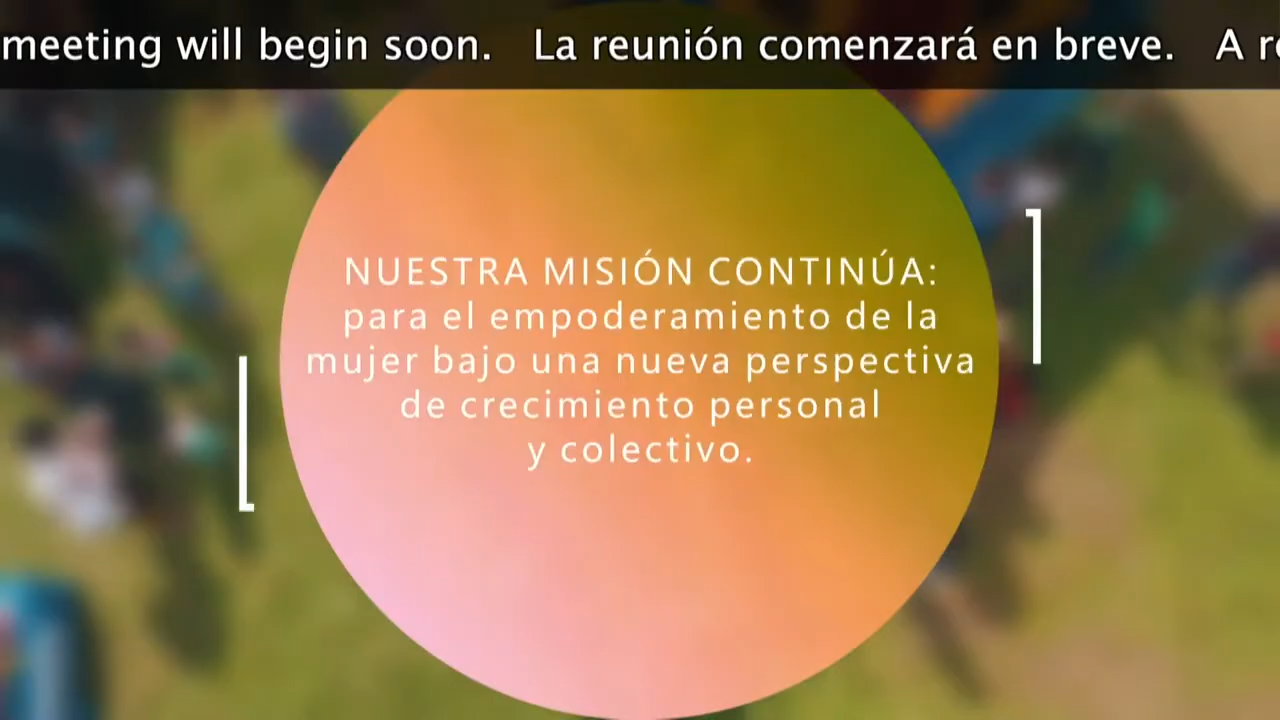 meeting will begin soon. La reunión comenzará en breve. A
NUESTRA MISIÓN CONTINÚA:
para el empoderamiento de la
mujer bajo una nueva perspectiva
de crecimiento personal
y colectivo.